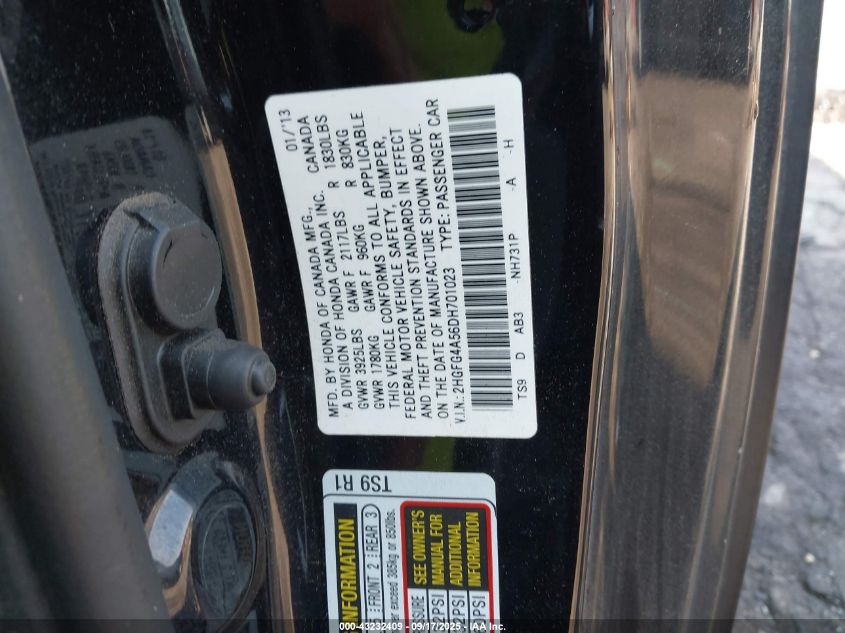 MFD. BY HONDA OF CANADA MFG., CANADA 01/'13
A DIVISION OF HONDA CANADA INC.
GVWR 3925LBS GAWR F 2117LBS R 1830LBS
GVWR 1780KG GAWR F 960KG R 830KG
THIS VEHICLE CONFORMS TO ALL APPLICABLE
FEDERAL MOTOR VEHICLE SAFETY, BUMPER,
AND THEFT PREVENTION STANDARDS IN EFFECT
ON THE DATE OF MANUFACTURE SHOWN ABOVE.
V.I.N.: 2HGFG4A56DH701023 TYPE: PASSENGER CAR
TS9 D AB3 -NH731P -A -H
TS9 R1
INFORMATION
FRONT 2 REAR 3
exceed 385kg or 850lbs.
SEE OWNER'S
MANUAL FOR
ADDITIONAL
INFORMATION
PSI
PSI
PSI
000-43232409 - 09/17/2025 - IAA, Inc.